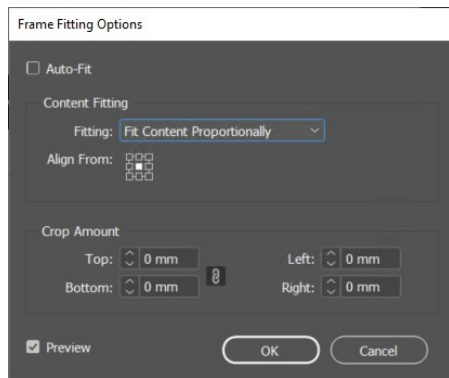 Frame Fitting Options
Auto-Fit
Content Fitting
Fitting: Fit Content Proportionally
Align From:
Crop Amount
Top: 0 mm Left: 0 mm
Bottom: 0 mm Right: 0 mm
Preview OK Cancel